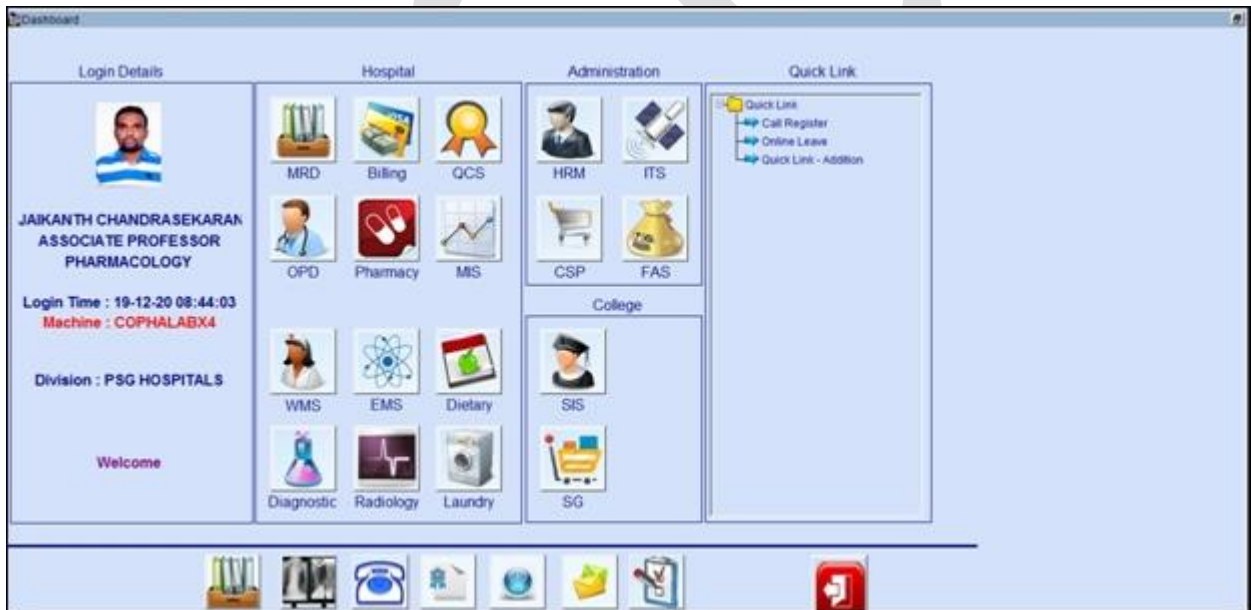 Dashboard
Login Details
JAIKANTH CHANDRASEKARAN
ASSOCIATE PROFESSOR
PHARMACOLOGY
Login Time : 19-12-20 08:44:03
Machine : COPHALABX4
Division : PSG HOSPITALS
Welcome
Hospital
MRD Billing QCS
OPD Pharmacy MIS
WMS EMS Dietary
Diagnostic Radiology Laundry
Administration
HRM ITS
CSP FAS
College
SIS
SG
Quick Link
Quick Link
Call Register
Online Leave
Quick Link - Addition